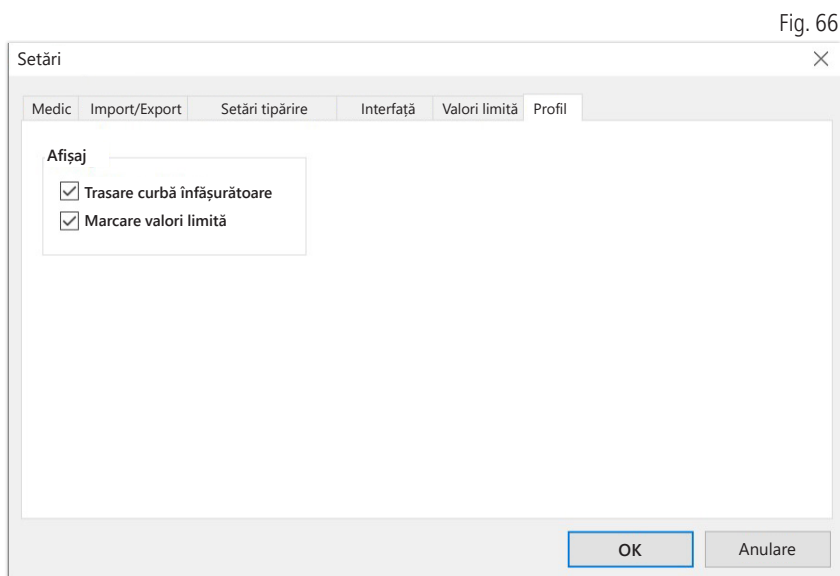 Fig. 66
Setări
Medic Import/Export Setări tipărire Interfață Valori limită Profil
Afișaj
Trasare curbă înfășurătoare
Marcare valori limită
OK Anulare